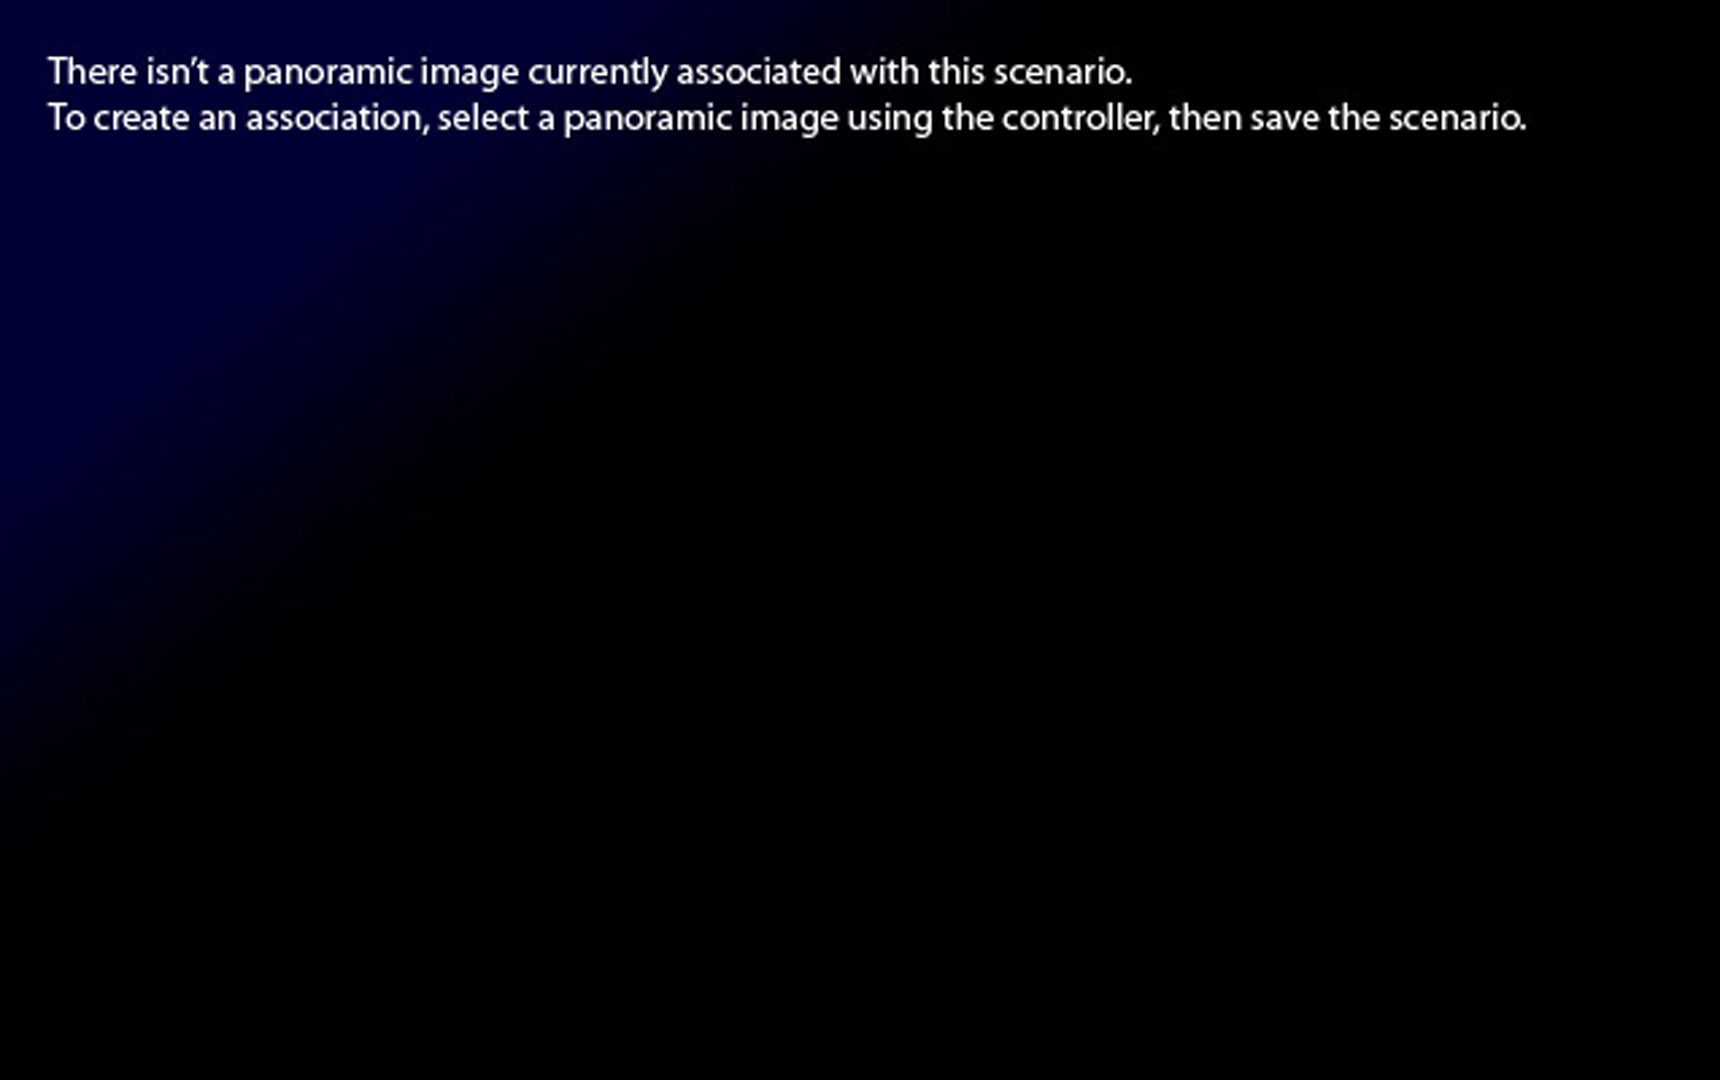 There isn’t a panoramic image currently associated with this scenario.
To create an association, select a panoramic image using the controller, then save the scenario.